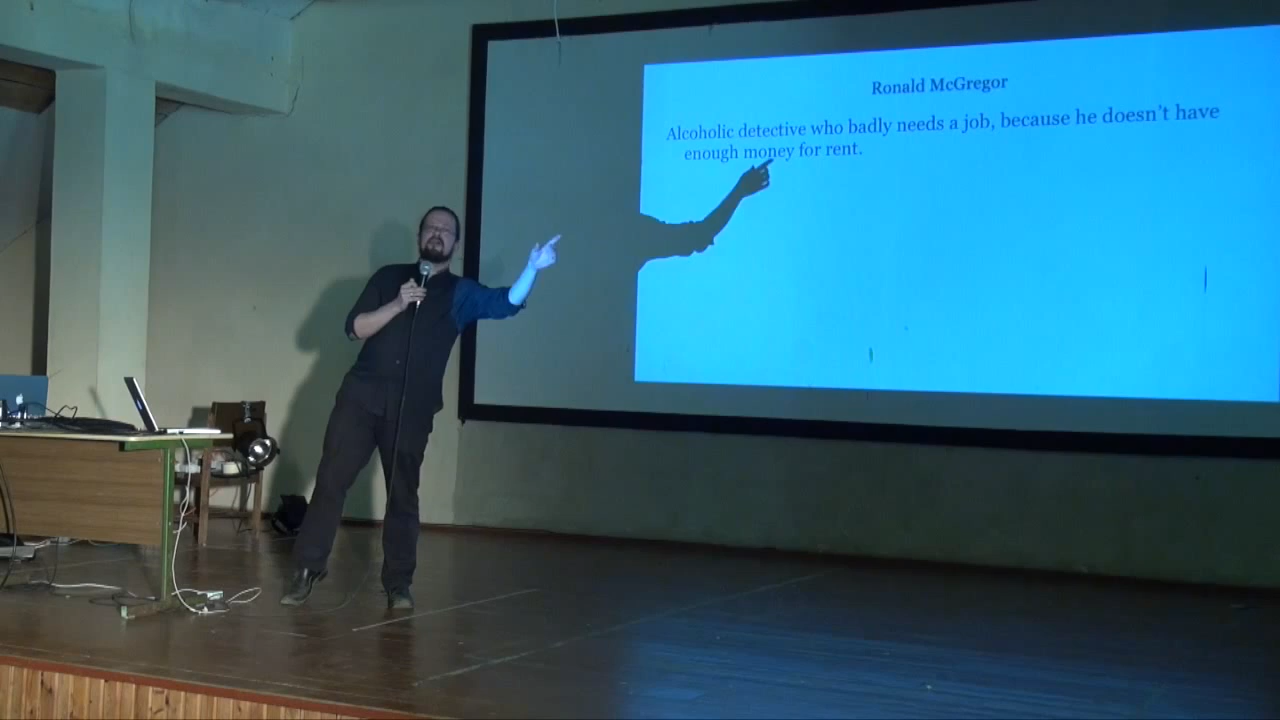 Ronald McGregor
Alcoholic detective who badly needs a job, because he doesn’t have
enough money for rent.